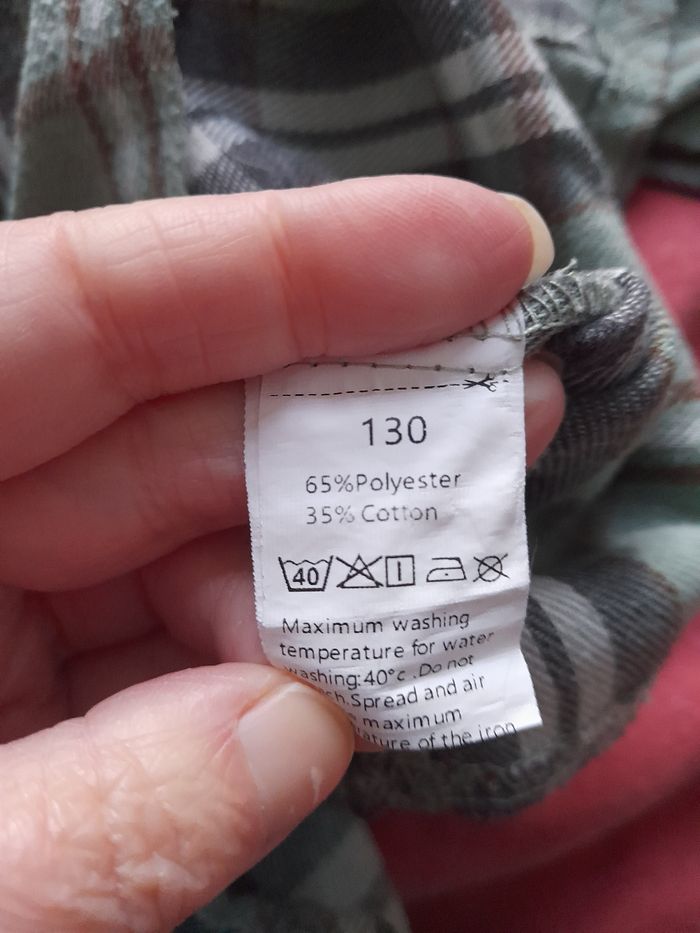 130
65%Polyester
35% Cotton
40
Maximum washing
temperature for water
washing:40°c .Do not
Spread and air
maximum
of the iron